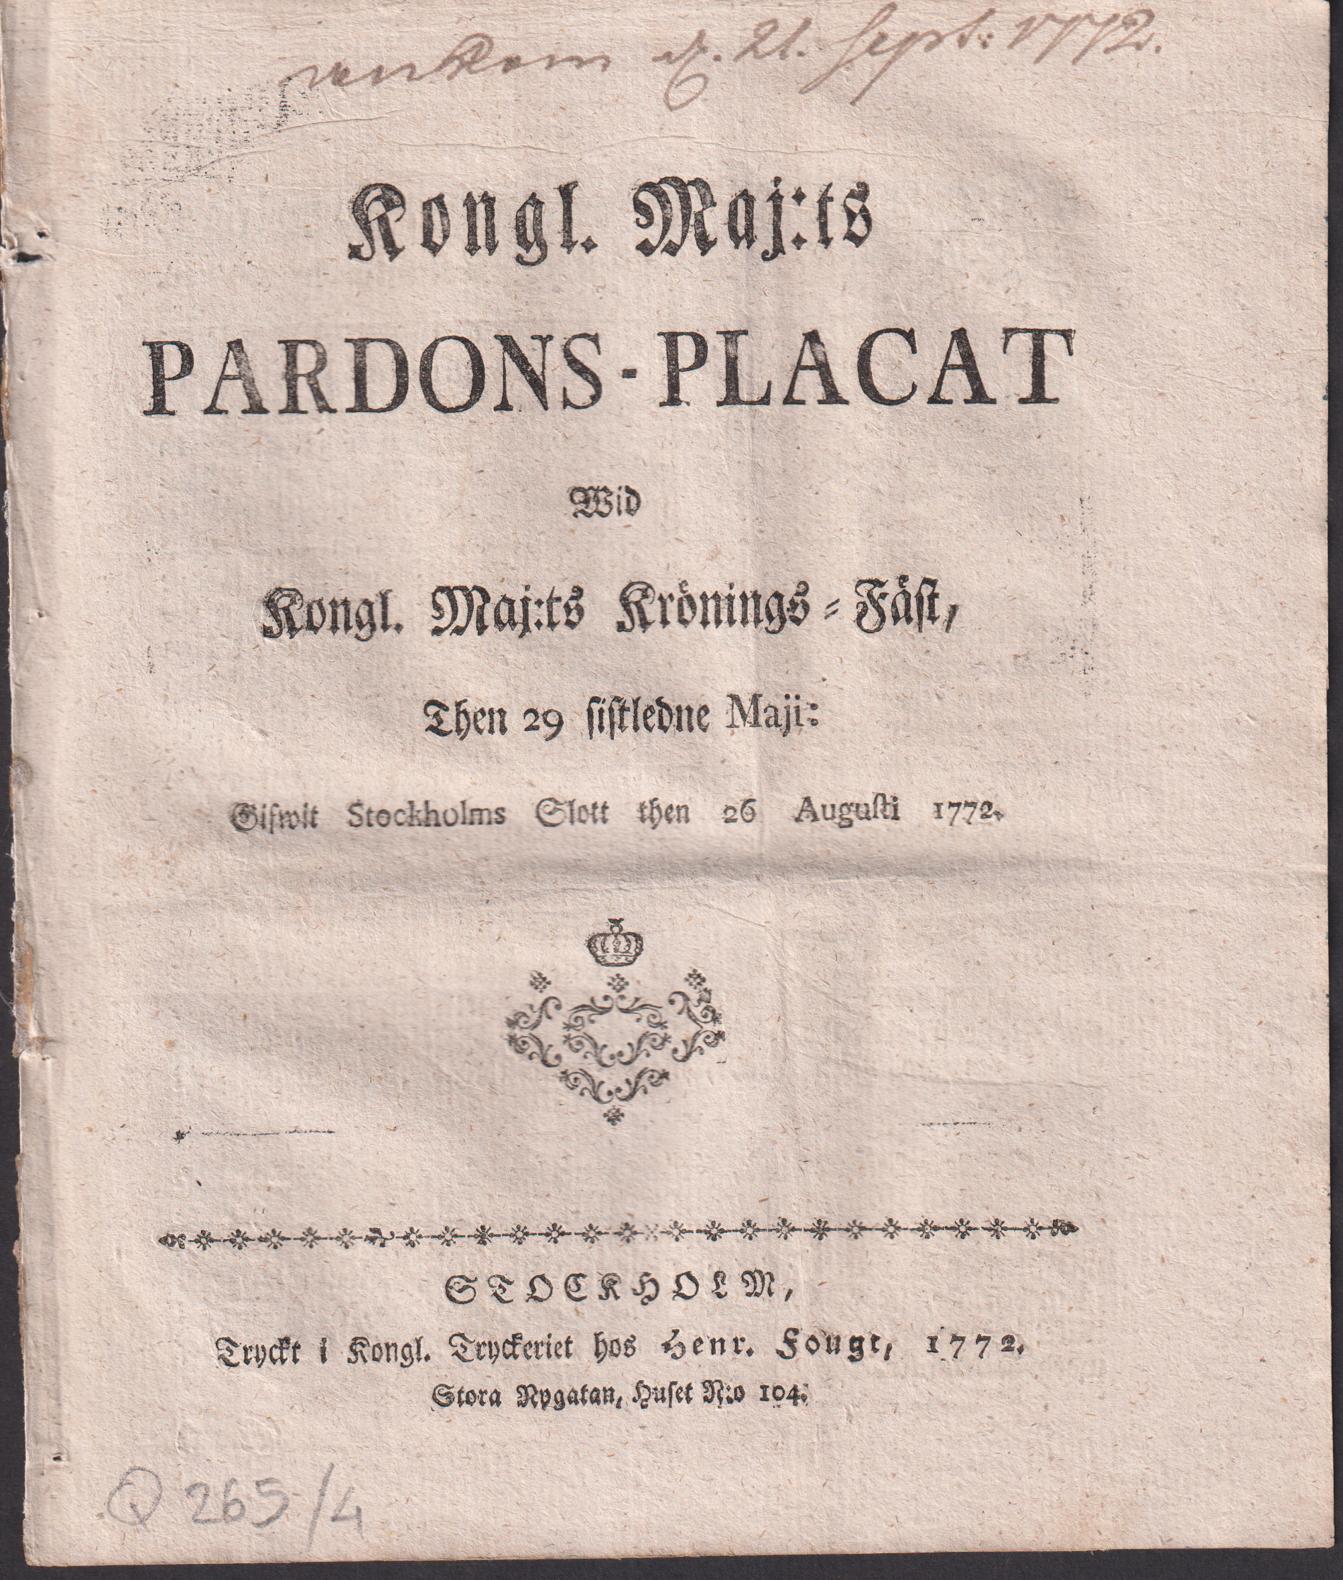 ankom d. 21. Sept: 1772.
Kongl. Maj:ts
PARDONS-PLACAT
Wid
Kongl. Maj:ts Krönings-Fäst,
Then 29 sistledne Maji:
Gifwit Stockholms Slott then 26 Augusti 1772.
STOCKHOLM,
Tryckt i Kongl. Tryckeriet hos Henr. Fougt, 1772.
Stora Nygatan, Huset N:o 104.
Q 265/4